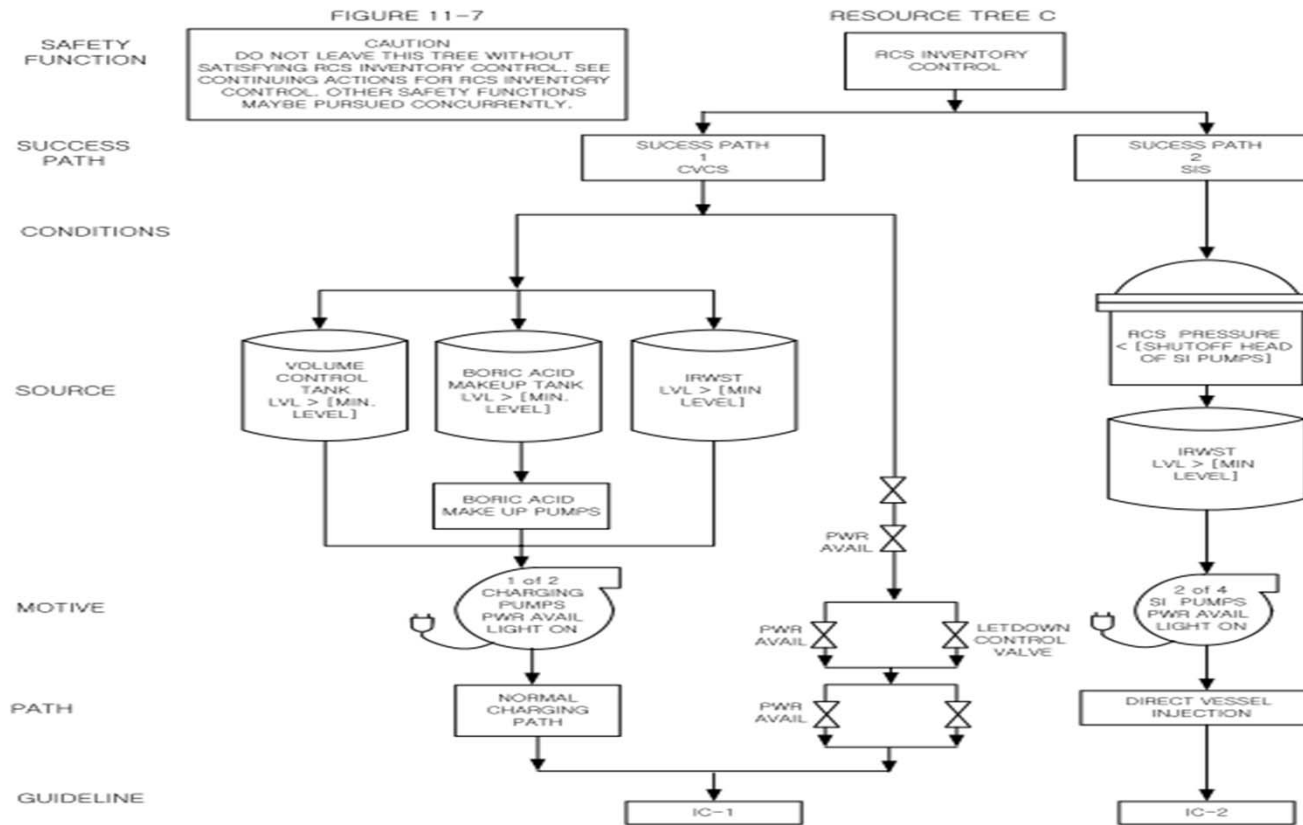 FIGURE 11-7
RESOURCE TREE C
SAFETY
FUNCTION
CAUTION
DO NOT LEAVE THIS TREE WITHOUT
SATISFYING RCS INVENTORY CONTROL. SEE
CONTINUING ACTIONS FOR RCS INVENTORY
CONTROL. OTHER SAFETY FUNCTIONS
MAYBE PURSUED CONCURRENTLY.
RCS INVENTORY
CONTROL
SUCCESS
PATH
SUCESS PATH
1
CVCS
SUCESS PATH
2
SIS
CONDITIONS
RCS PRESSURE
< [SHUTOFF HEAD
OF SI PUMPS]
SOURCE
VOLUME
CONTROL
TANK
LVL > [MIN.
LEVEL]
BORIC ACID
MAKEUP TANK
LVL > [MIN.
LEVEL]
IRWST
LVL > [MIN
LEVEL]
IRWST
LVL > [MIN
LEVEL]
BORIC ACID
MAKE UP PUMPS
PWR
AVAIL
MOTIVE
1 of 2
CHARGING
PUMPS
PWR AVAIL
LIGHT ON
PWR
AVAIL
LETDOWN
CONTROL
VALVE
2 of 4
SI PUMPS
PWR AVAIL
LIGHT ON
PATH
NORMAL
CHARGING
PATH
PWR
AVAIL
DIRECT VESSEL
INJECTION
GUIDELINE
IC-1
IC-2